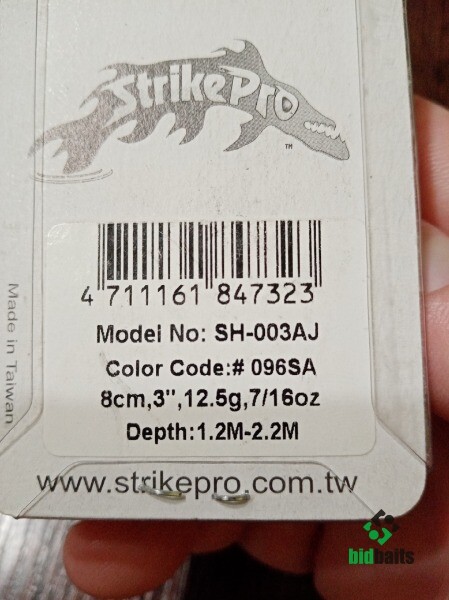 StrikePro
TM
4 711161 847323
Model No: SH-003AJ
Color Code:# 096SA
8cm,3",12.5g,7/16oz
Depth:1.2M-2.2M
Made in Taiwan
www.strikepro.com.tw
bidbaits